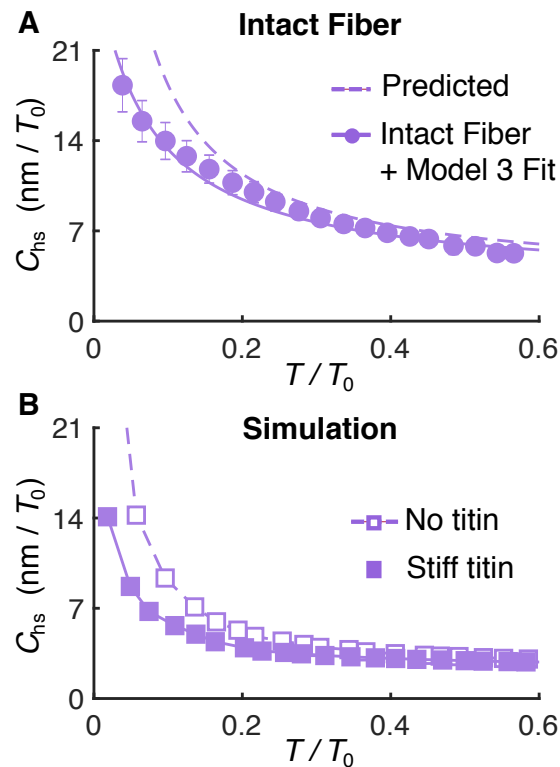 A
Intact Fiber
21
14
7
0
C_hs (nm / T_0)
Predicted
Intact Fiber
+ Model 3 Fit
0
0.2
0.4
0.6
T / T_0
B
Simulation
21
14
7
0
C_hs (nm / T_0)
No titin
Stiff titin
0
0.2
0.4
0.6
T / T_0